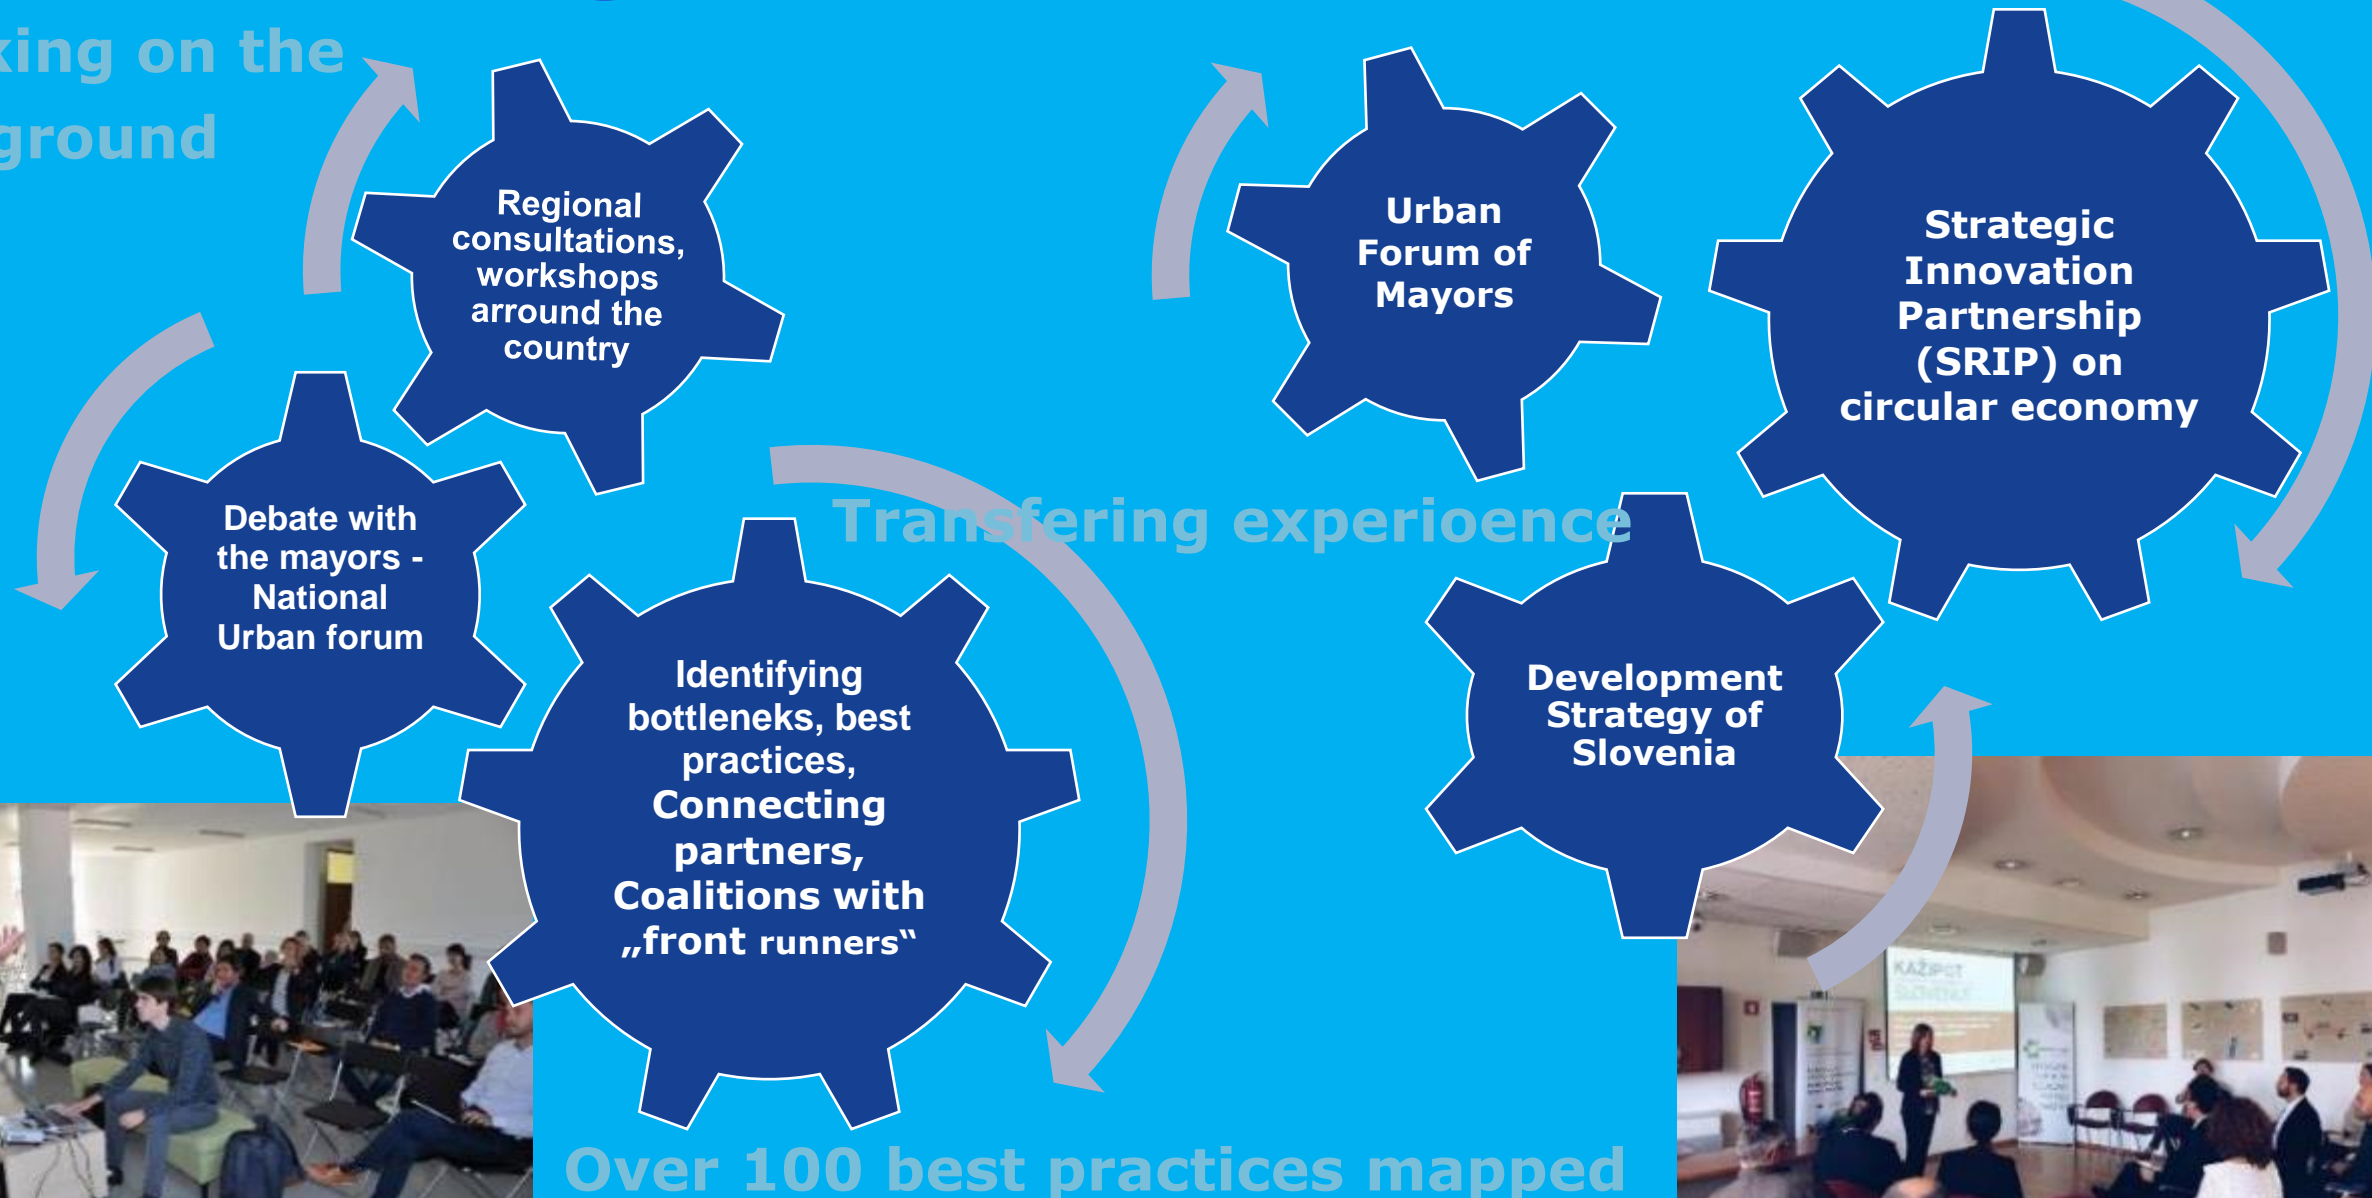 king on the
ground
Regional
consultations,
workshops
arround the
country
Debate with
the mayors -
National
Urban forum
Identifying
bottleneks, best
practices,
Connecting
partners,
Coalitions with
„front runners“
Transfering experioence
Urban
Forum of
Mayors
Strategic
Innovation
Partnership
(SRIP) on
circular economy
Development
Strategy of
Slovenia
KAŽIPOT
Over 100 best practices mapped